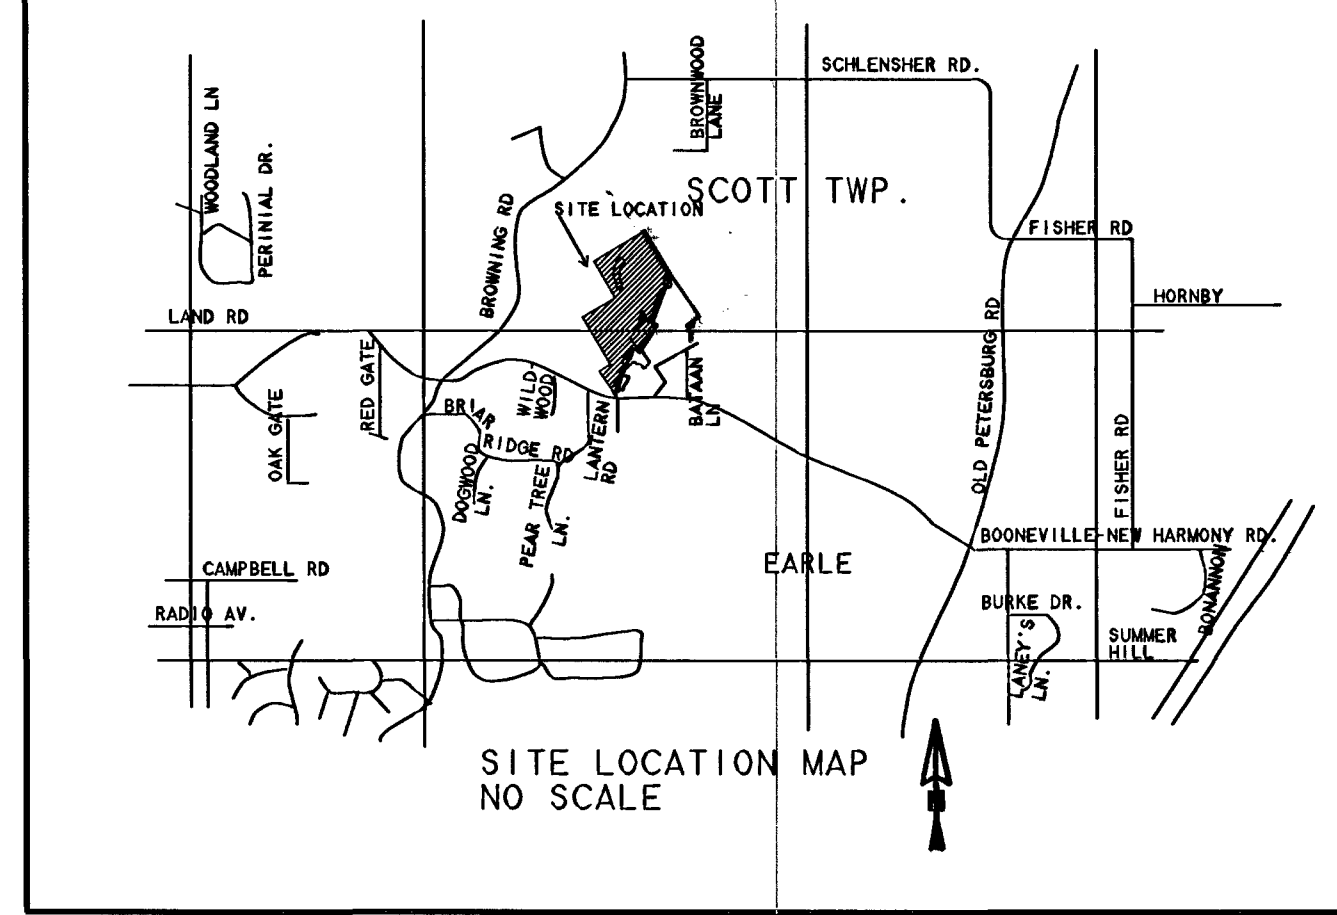 SCHLENSHER RD.
BROWNWOOD
LANE
WOODLAND LN
PERINIAL DR.
SCOTT TWP.
SITE LOCATION
BROWNING RD
FISHER RD
HORNBY
LAND RD
OLD PETERSBURG RD
RED GATE
WILD-
WOOD
BATAAN
LN
OAK GATE
BRIAR
RIDGE RD
LANTERN
RD
DOGWOOD
LN.
PEAR TREE
LN.
FISHER RD
BOONEVILLE-NEW HARMONY RD.
BONANNON
EARLE
CAMPBELL RD
RADIO AV.
BURKE DR.
LANEY'S
LN.
SUMMER
HILL
SITE LOCATION MAP
NO SCALE